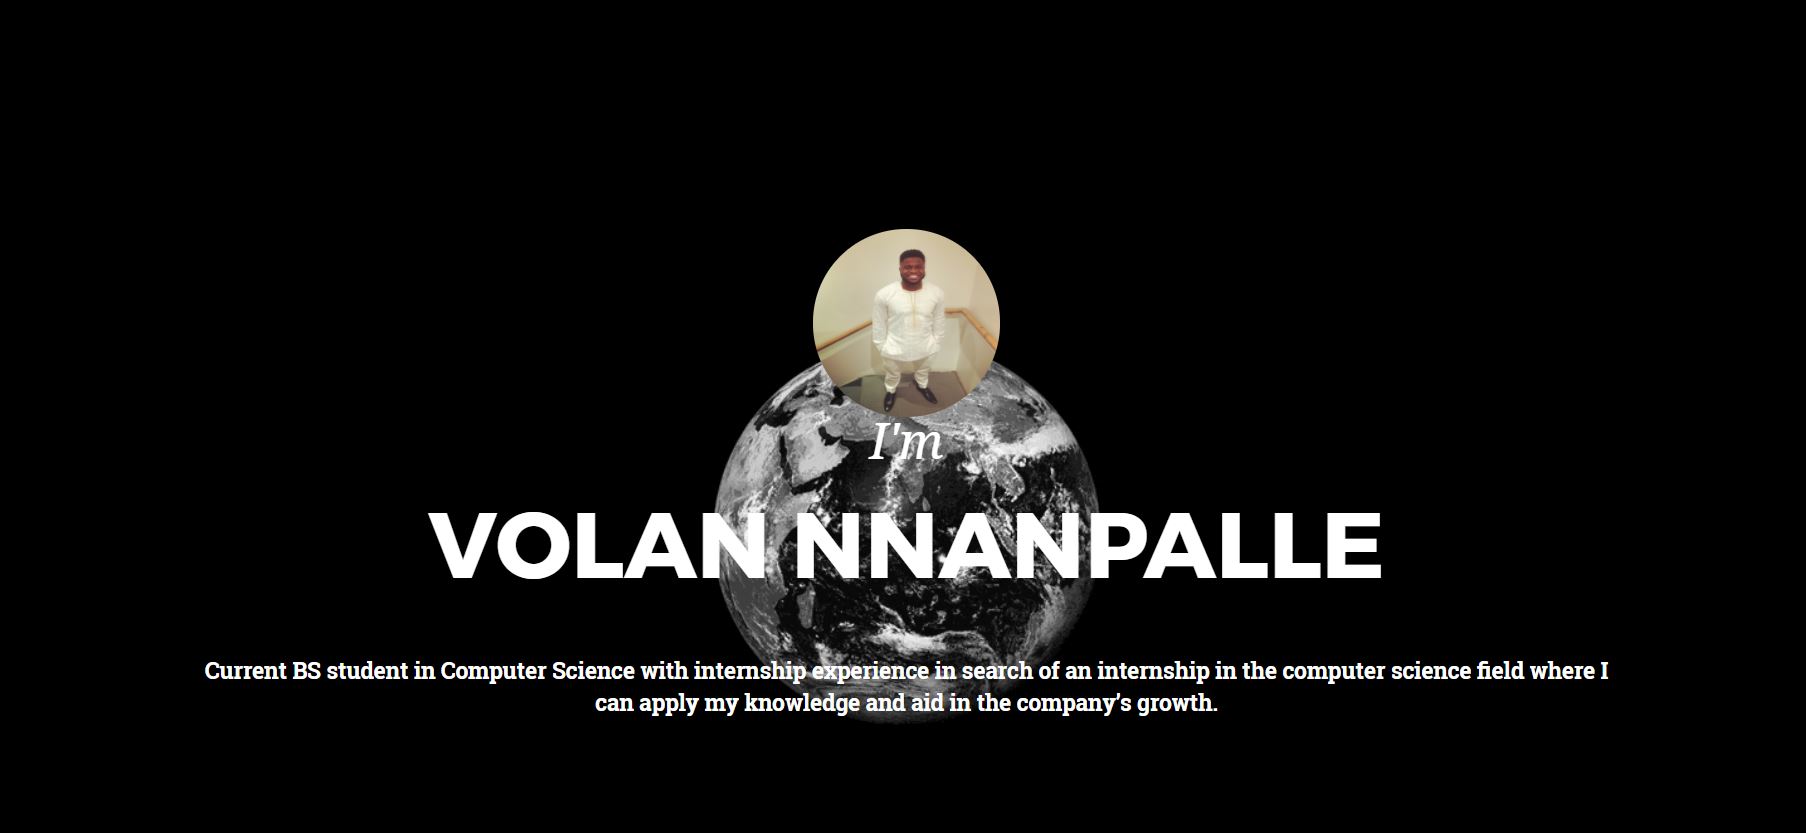 I'm
VOLAN NNANPALLE
Current BS student in Computer Science with internship experience in search of an internship in the computer science field where I
can apply my knowledge and aid in the company’s growth.